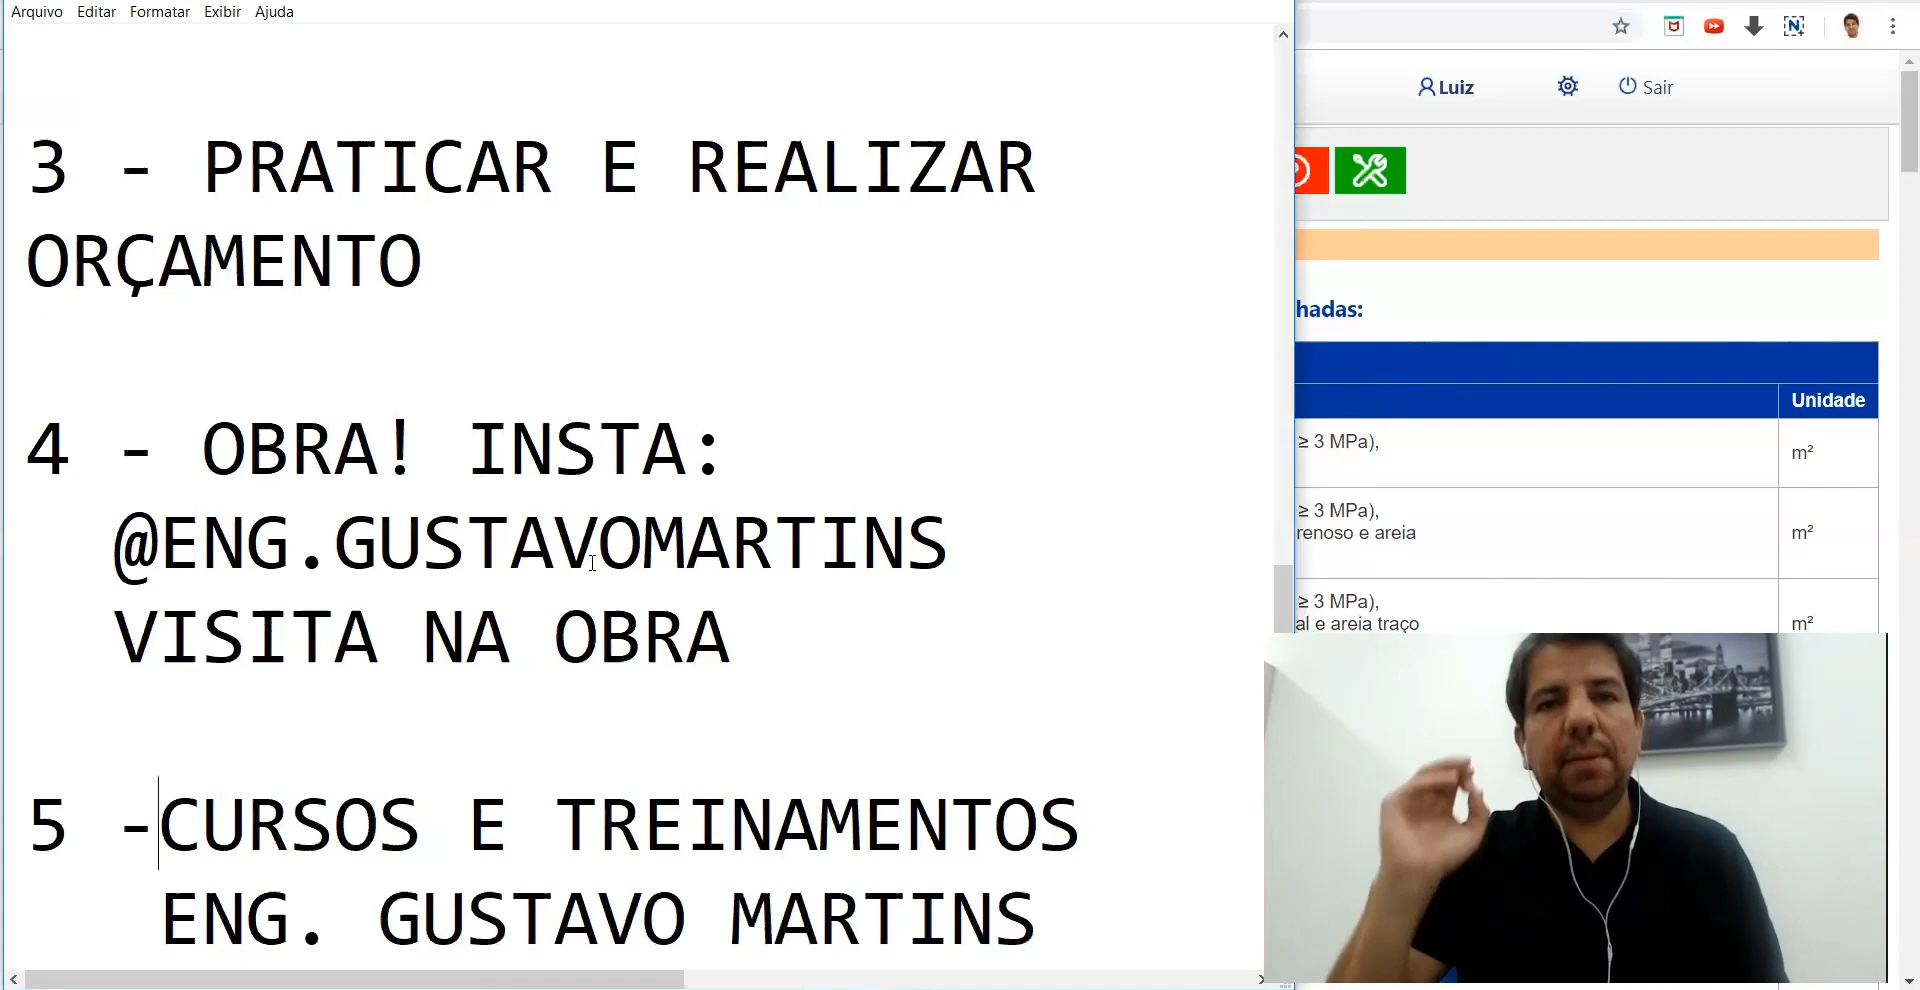 Arquivo Editar Formatar Exibir Ajuda
3 - PRATICAR E REALIZAR
ORÇAMENTO
4 - OBRA! INSTA:
@ENG.GUSTAVOMARTINS
VISITA NA OBRA
5 -CURSOS E TREINAMENTOS
ENG. GUSTAVO MARTINS
Luiz
Sair
hadas:
Unidade
≥ 3 MPa),
m²
≥ 3 MPa),
renoso e areia
m²
≥ 3 MPa),
al e areia traço
m²